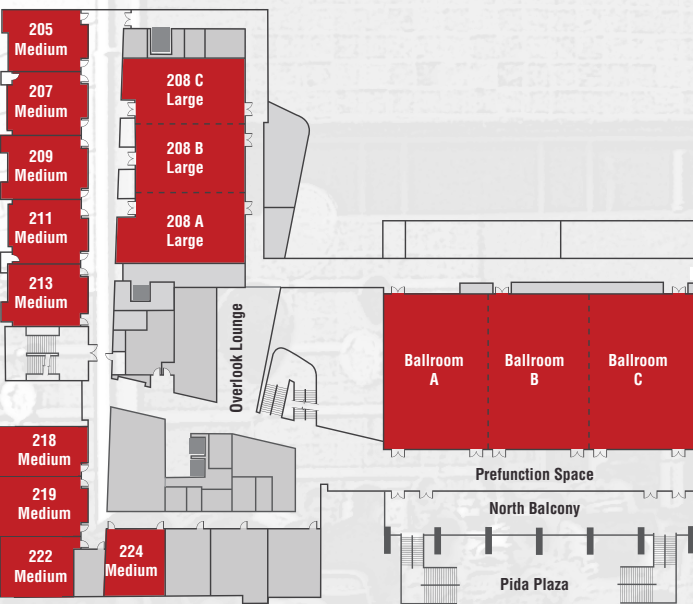 205
Medium
207
Medium
209
Medium
211
Medium
213
Medium
208 C
Large
208 B
Large
208 A
Large
Overlook Lounge
Ballroom
A
Ballroom
B
Ballroom
C
Prefunction Space
North Balcony
Pida Plaza
218
Medium
219
Medium
222
Medium
224
Medium